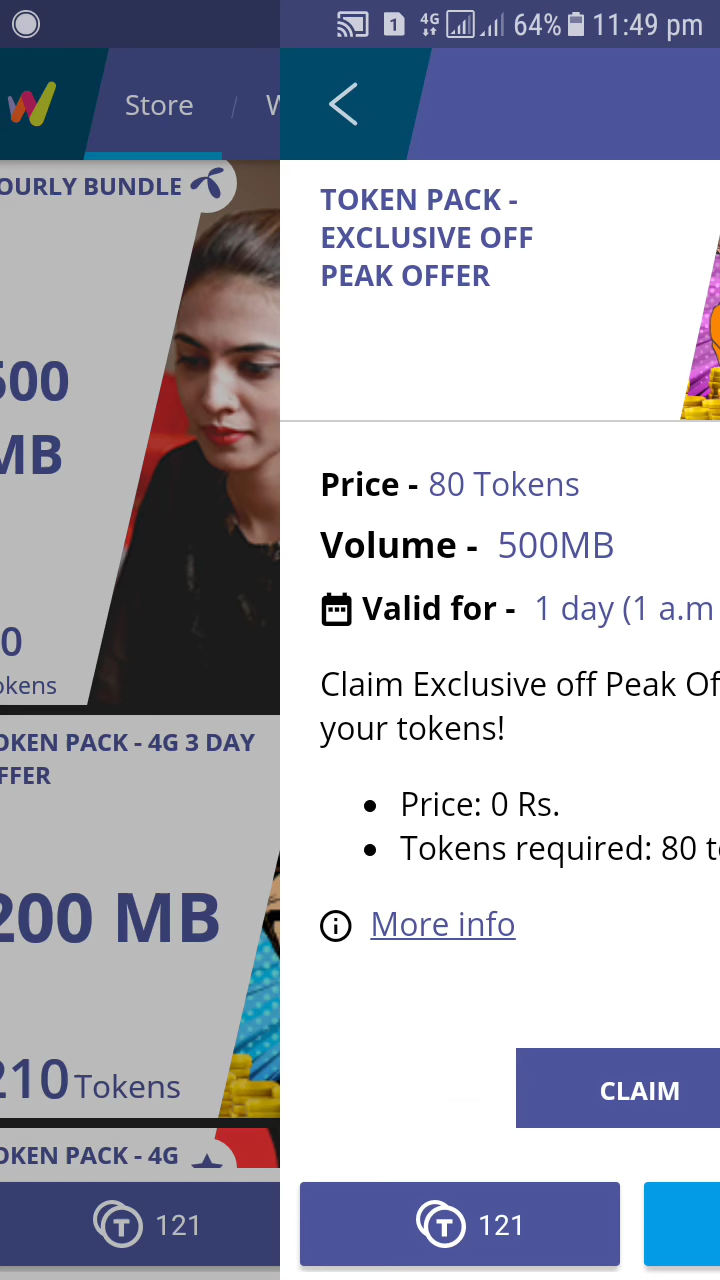 4G 64% 11:49 pm
Store
OURLY BUNDLE
500
MB
0
okens
OKEN PACK - 4G 3 DAY
FFER
200 MB
210 Tokens
OKEN PACK - 4G
T 121
TOKEN PACK -
EXCLUSIVE OFF
PEAK OFFER
Price - 80 Tokens
Volume - 500MB
Valid for - 1 day (1 a.m
Claim Exclusive off Peak Of
your tokens!
• Price: 0 Rs.
• Tokens required: 80 to
More info
CLAIM
T 121